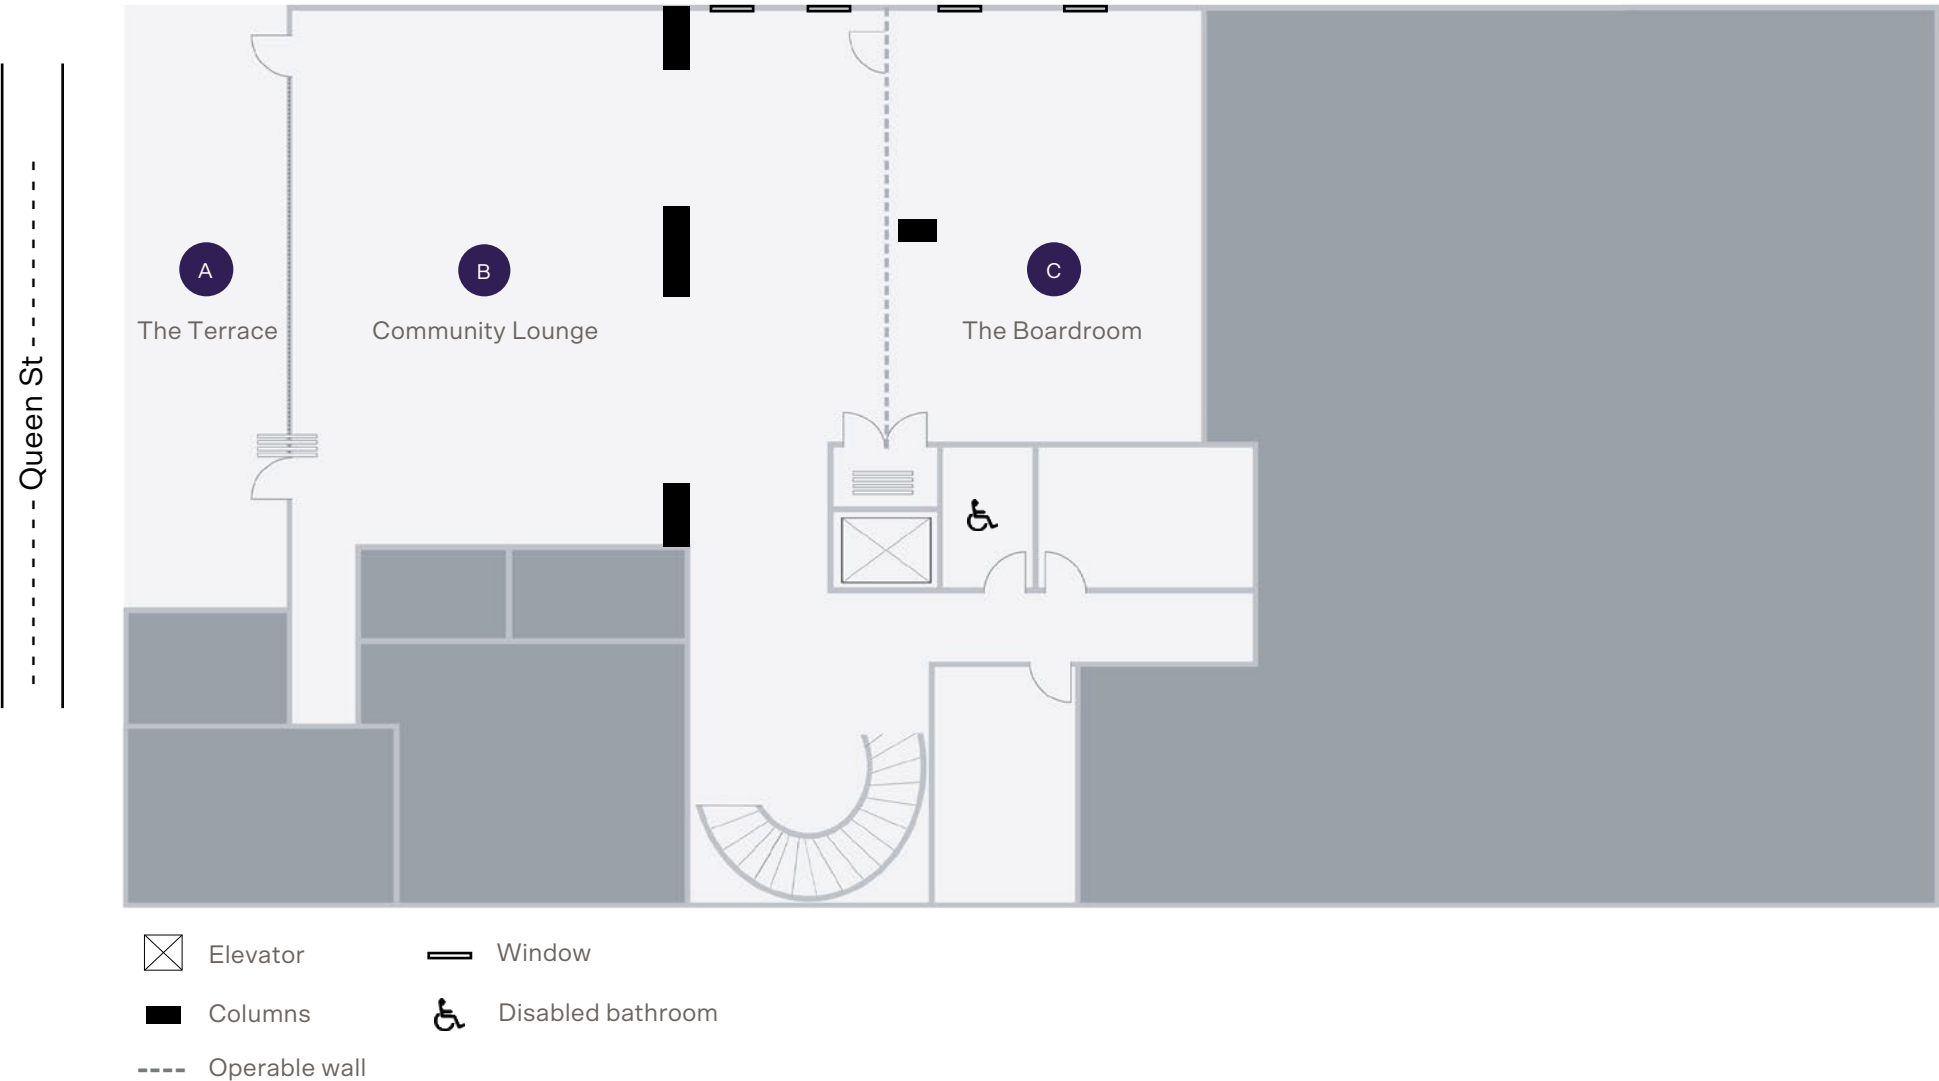 Queen St
A
B
C
The Terrace
Community Lounge
The Boardroom
Elevator
Window
Columns
Disabled bathroom
Operable wall